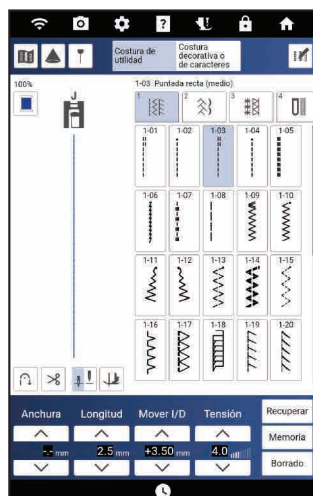 ?
Costura de
utilidad
Costura
decorativa o
de caracteres
100%
1-03 Puntada recta (medio)
J
1
2
3
4
1-01
1-02
1-03
1-04
1-05
1-06
1-07
1-08
1-09
1-10
1-11
1-12
1-13
1-14
1-15
1-16
1-17
1-18
1-19
1-20
Anchura
Longitud
Mover I/D
Tensión
Recuperar
-.- mm
2.5 mm
+3.50 mm
4.0
Memoria
Borrado